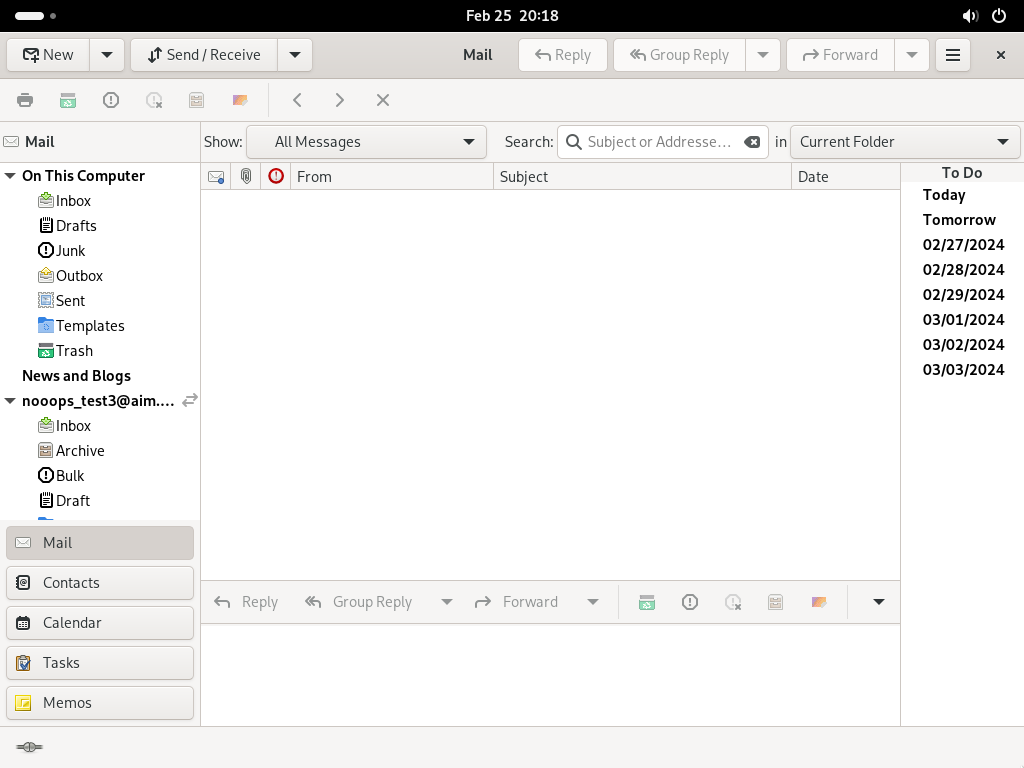 Feb 25 20:18
New
Send / Receive
Mail
Reply
Group Reply
Forward
Mail
Show:
All Messages
Search:
Subject or Addresse...
in
Current Folder
On This Computer
Inbox
Drafts
Junk
Outbox
Sent
Templates
Trash
News and Blogs
nooops_test3@aim....
Inbox
Archive
Bulk
Draft
Mail
Contacts
Calendar
Tasks
Memos
From
Subject
Date
Reply
Group Reply
Forward
To Do
Today
Tomorrow
02/27/2024
02/28/2024
02/29/2024
03/01/2024
03/02/2024
03/03/2024